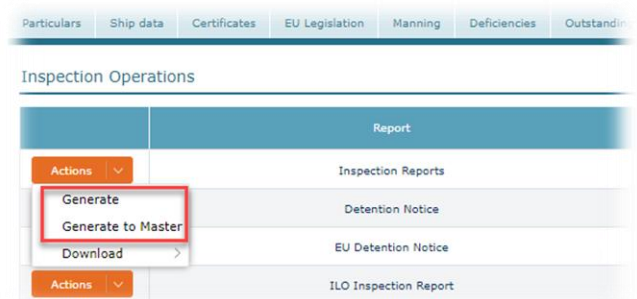 Particulars Ship data Certificates EU Legislation Manning Deficiencies Outstandin
Inspection Operations
Report
Actions Inspection Reports
Generate Detention Notice
Generate to Master
Download EU Detention Notice
Actions ILO Inspection Report